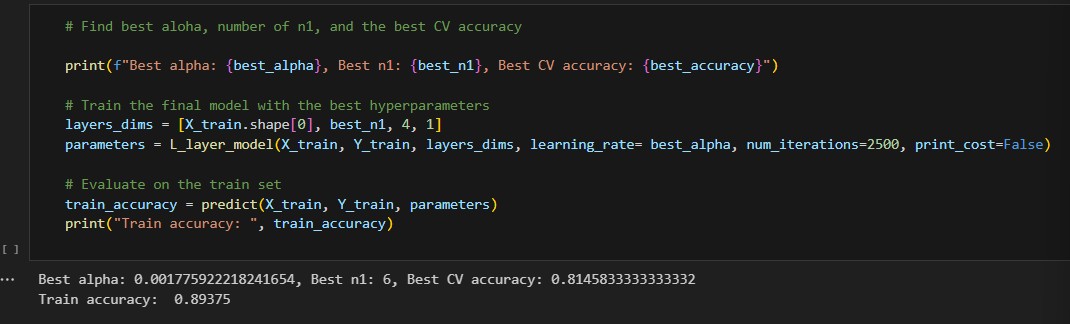 # Find best aloha, number of n1, and the best CV accuracy
print(f"Best alpha: {best_alpha}, Best n1: {best_n1}, Best CV accuracy: {best_accuracy}")
# Train the final model with the best hyperparameters
layers_dims = [X_train.shape[0], best_n1, 4, 1]
parameters = L_layer_model(X_train, Y_train, layers_dims, learning_rate= best_alpha, num_iterations=2500, print_cost=False)
# Evaluate on the train set
train_accuracy = predict(X_train, Y_train, parameters)
print("Train accuracy: ", train_accuracy)
[ ]
... Best alpha: 0.001775922218241654, Best n1: 6, Best CV accuracy: 0.8145833333333332
Train accuracy:  0.89375